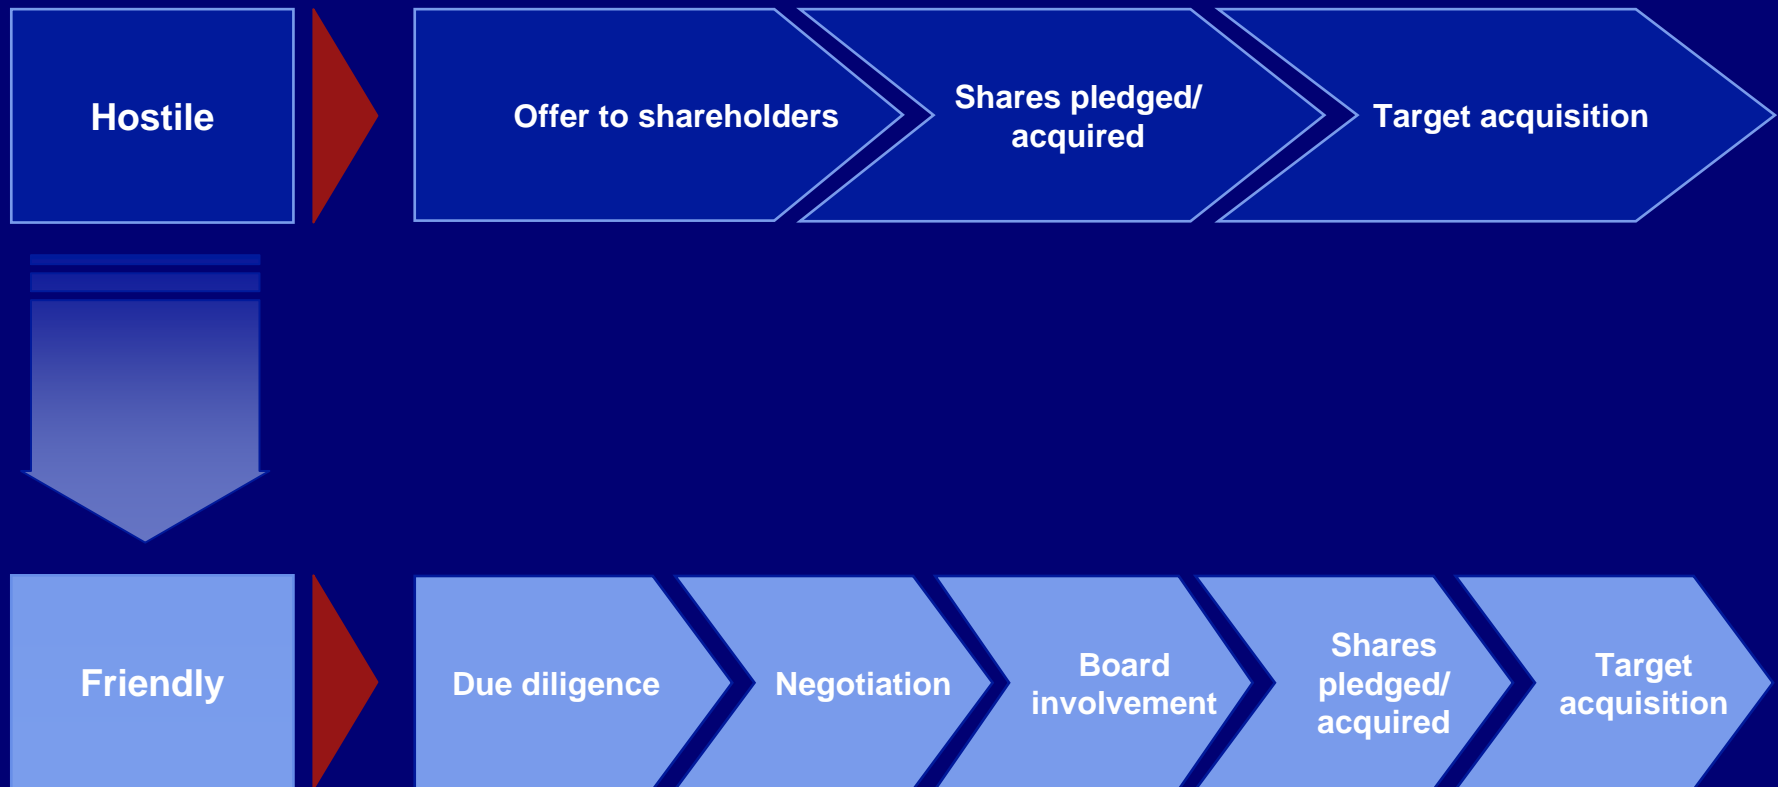 Hostile
Offer to shareholders
Shares pledged/
acquired
Target acquisition
Friendly
Due diligence
Negotiation
Board
involvement
Shares
pledged/
acquired
Target
acquisition